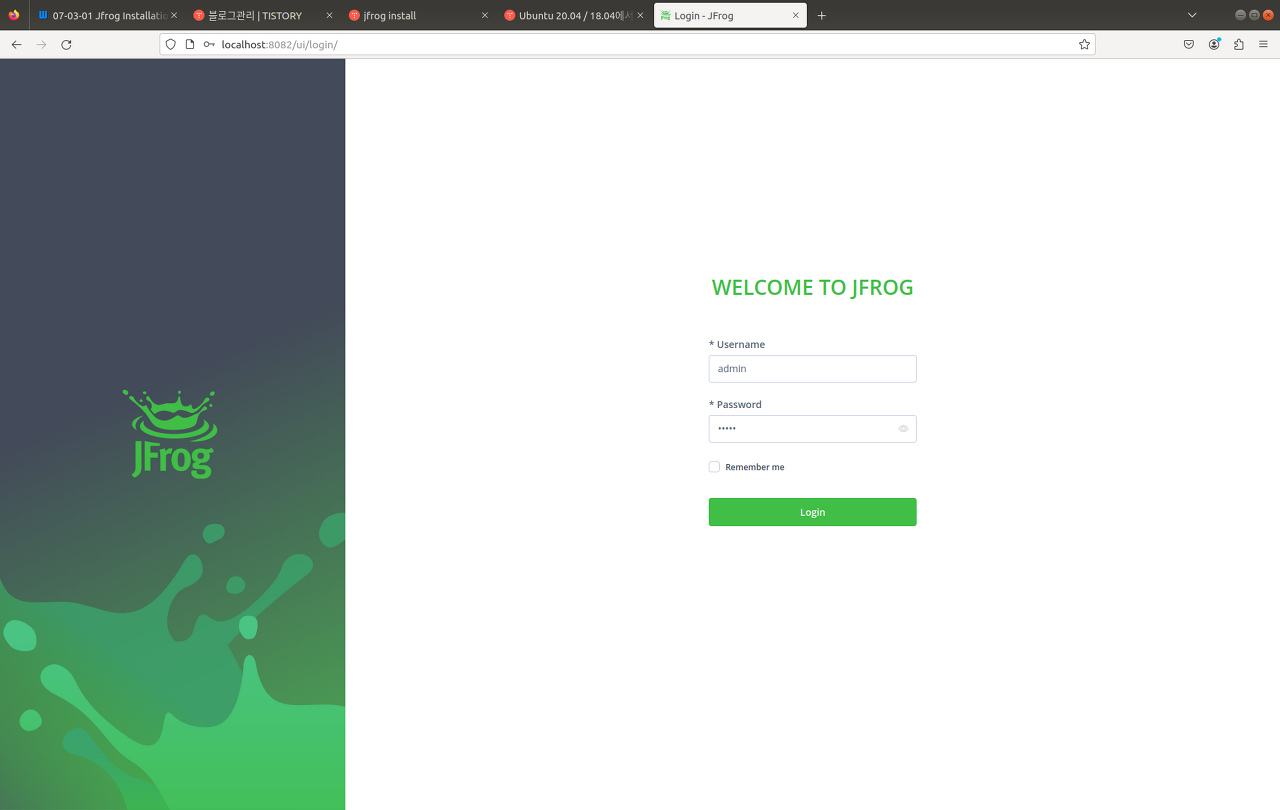 07-03-01 Jfrog Installatio
블로그관리 | TISTORY
jfrog install
Ubuntu 20.04 / 18.04에서
Login - JFrog
localhost:8082/ui/login/
JFrog
WELCOME TO JFROG
* Username
admin
* Password
•••••
Remember me
Login